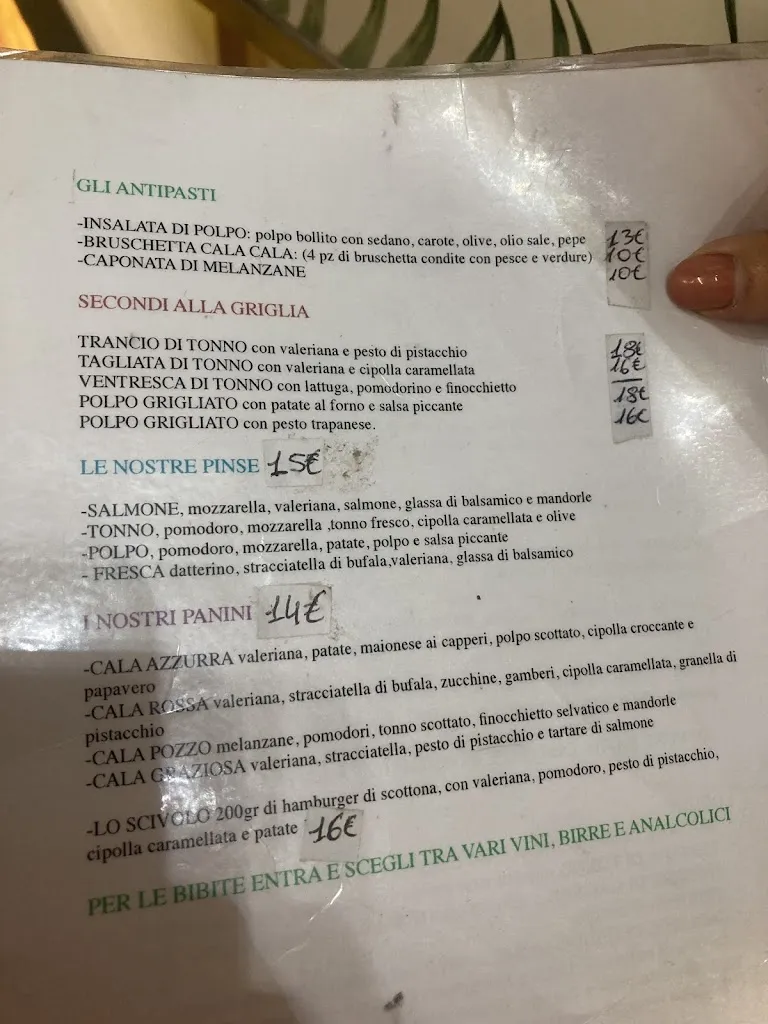 GLI ANTIPASTI
-INSALATA DI POLPO: polpo bollito con sedano, carote, olive, olio sale, pepe 13€
-BRUSCHETTA CALA CALA: (4 pz di bruschetta condite con pesce e verdure) 10€
-CAPONATA DI MELANZANE 10€
SECONDI ALLA GRIGLIA
TRANCIO DI TONNO con valeriana e pesto di pistacchio 18€
TAGLIATA DI TONNO con valeriana e cipolla caramellata 16€
VENTRESCA DI TONNO con lattuga, pomodorino e finocchietto
POLPO GRIGLIATO con patate al forno e salsa piccante 18€
POLPO GRIGLIATO con pesto trapanese. 16€
LE NOSTRE PINSE 15€
-SALMONE, mozzarella, valeriana, salmone, glassa di balsamico e mandorle
-TONNO, pomodoro, mozzarella ,tonno fresco, cipolla caramellata e olive
-POLPO, pomodoro, mozzarella, patate, polpo e salsa piccante
- FRESCA datterino, stracciatella di bufala,valeriana, glassa di balsamico
I NOSTRI PANINI 14€
-CALA AZZURRA valeriana, patate, maionese ai capperi, polpo scottato, cipolla croccante e
papavero
-CALA ROSSA valeriana, stracciatella di bufala, zucchine, gamberi, cipolla caramellata, granella di
pistacchio
-CALA POZZO melanzane, pomodori, tonno scottato, finocchietto selvatico e mandorle
-CALA GRAZIOSA valeriana, stracciatella, pesto di pistacchio e tartare di salmone
-LO SCIVOLO 200gr di hamburger di scottona, con valeriana, pomodoro, pesto di pistacchio,
cipolla caramellata e patate 16€
PER LE BIBITE ENTRA E SCEGLI TRA VARI VINI, BIRRE E ANALCOLICI